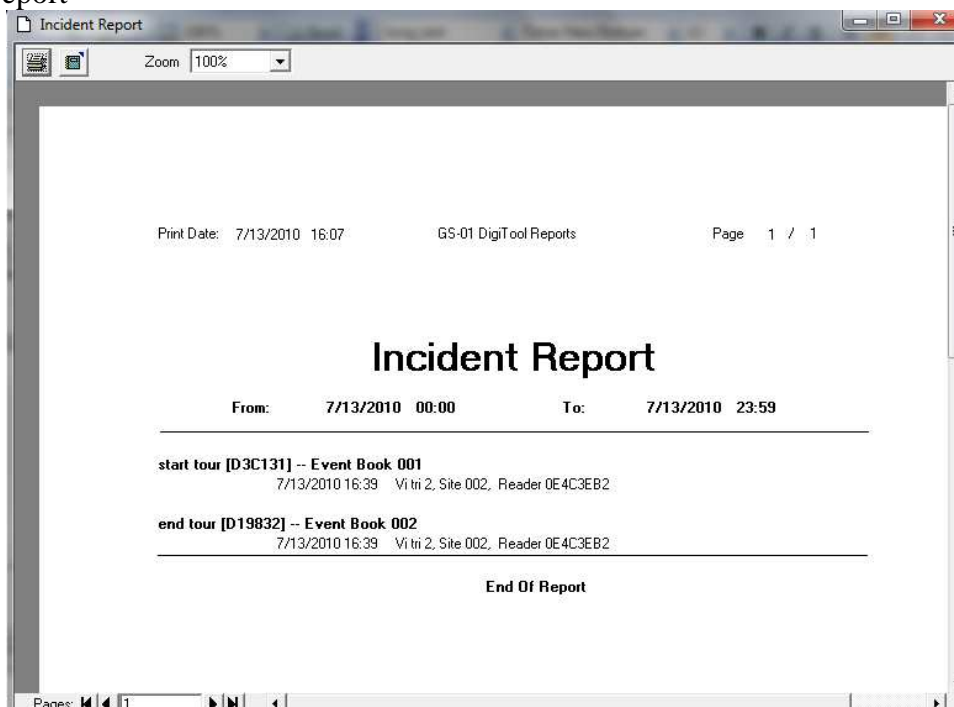 eport
Incident Report
Zoom 100%
Print Date: 7/13/2010 16:07 GS-01 DigiTool Reports Page 1 / 1
Incident Report
From: 7/13/2010 00:00 To: 7/13/2010 23:59
start tour [D3C131] -- Event Book 001
7/13/2010 16:39 Vi tri 2, Site 002, Reader 0E4C3EB2
end tour [D19832] -- Event Book 002
7/13/2010 16:39 Vi tri 2, Site 002, Reader 0E4C3EB2
End Of Report
Pages: 1